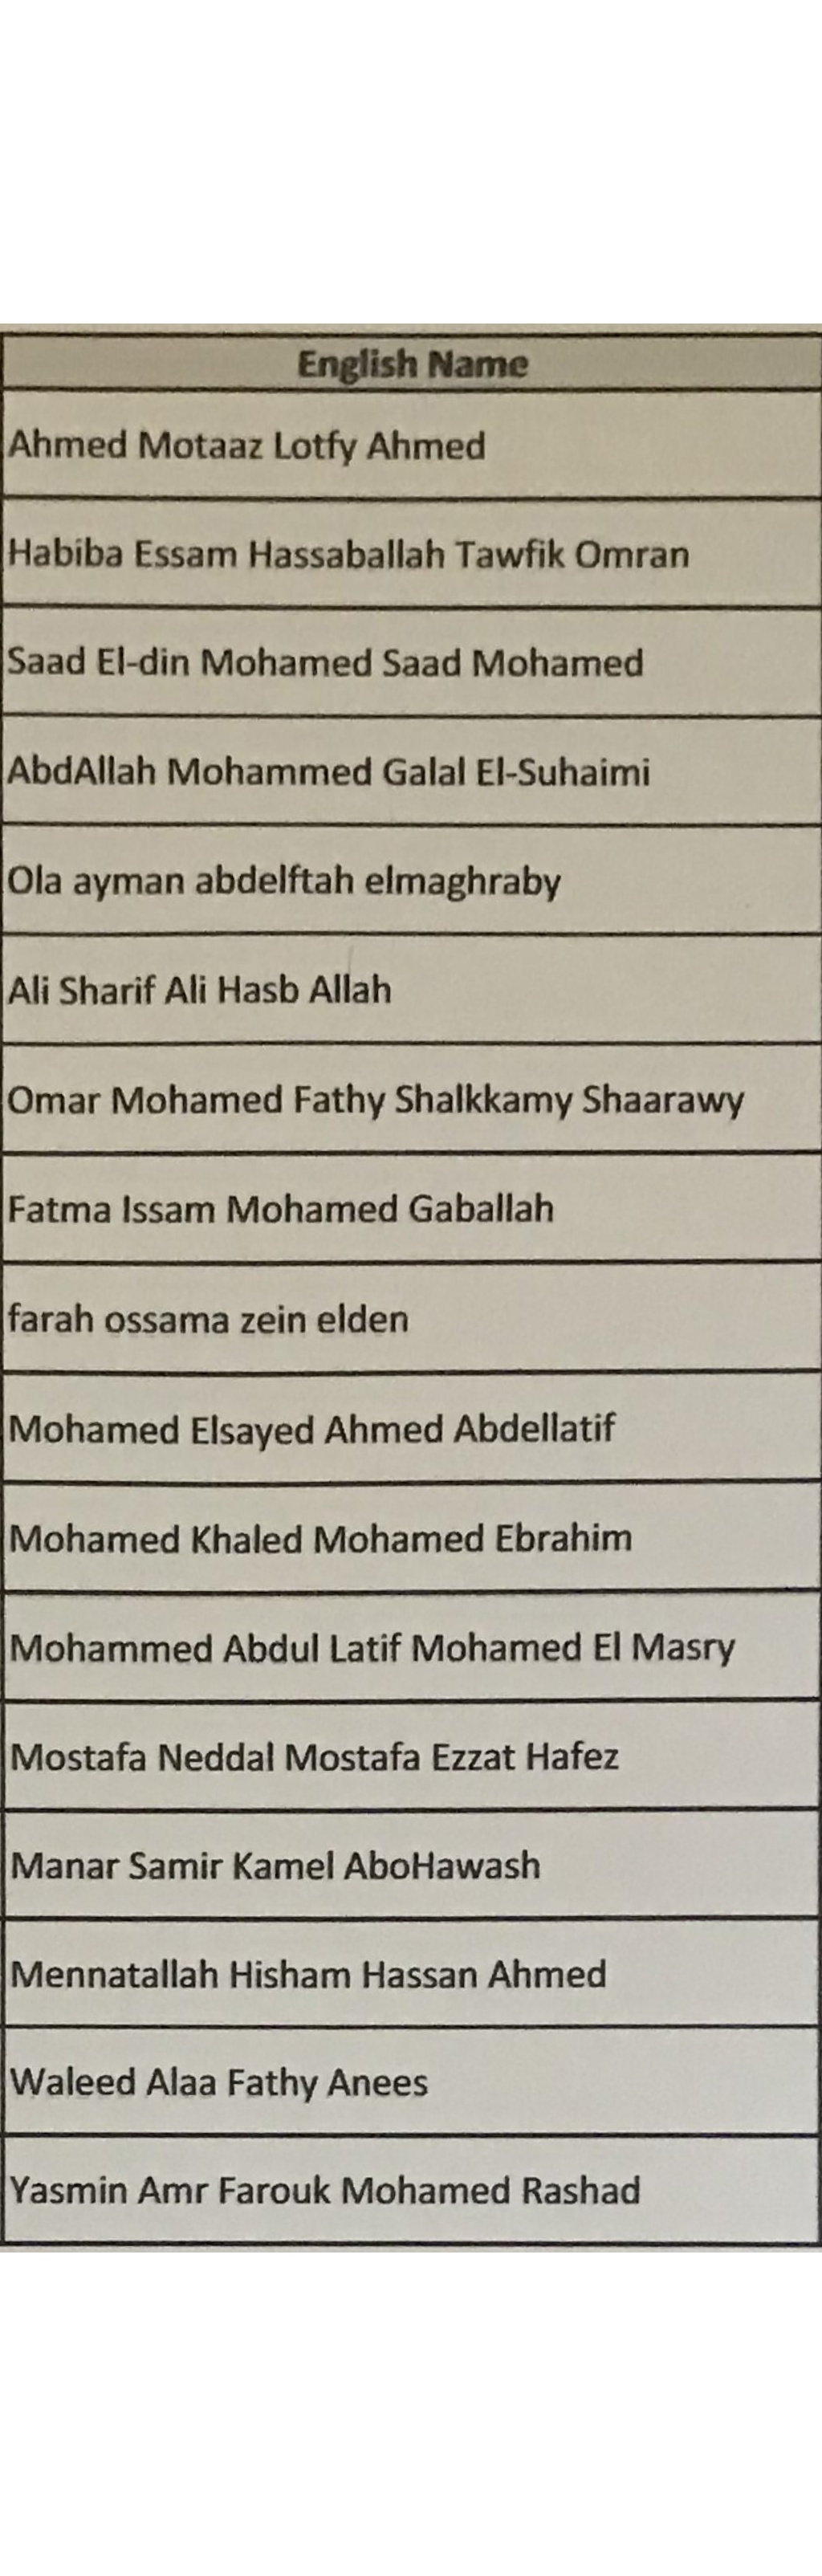 English Name
Ahmed Motaaz Lotfy Ahmed
Habiba Essam Hassaballah Tawfik Omran
Saad El-din Mohamed Saad Mohamed
AbdAllah Mohammed Galal El-Suhaimi
Ola ayman abdelftah elmaghraby
Ali Sharif Ali Hasb Allah
Omar Mohamed Fathy Shalkkamy Shaarawy
Fatma Issam Mohamed Gaballah
farah ossama zein elden
Mohamed Elsayed Ahmed Abdellatif
Mohamed Khaled Mohamed Ebrahim
Mohammed Abdul Latif Mohamed El Masry
Mostafa Neddal Mostafa Ezzat Hafez
Manar Samir Kamel AboHawash
Mennatallah Hisham Hassan Ahmed
Waleed Alaa Fathy Anees
Yasmin Amr Farouk Mohamed Rashad